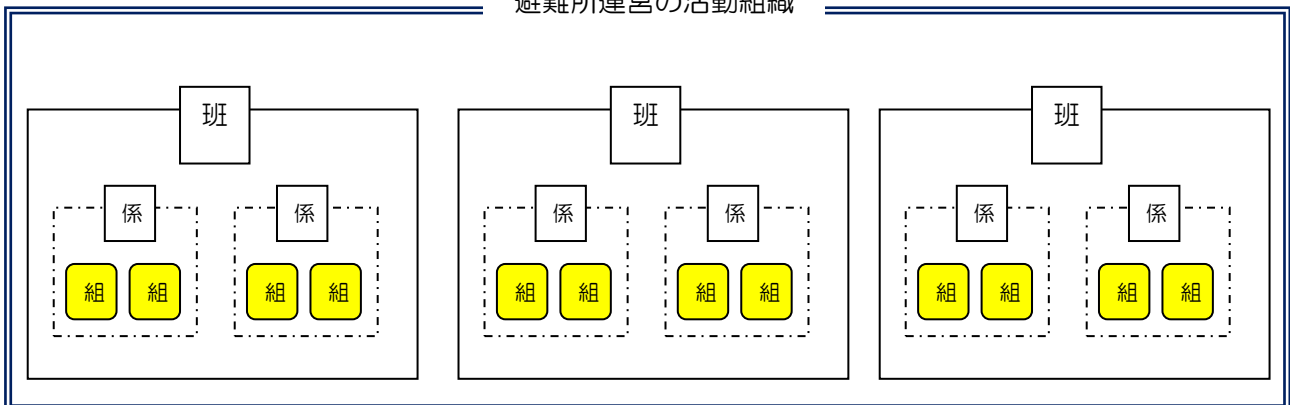 避難所運営の活動組織
班 班 班
係 係 係 係 係 係
組 組 組 組 組 組 組 組 組 組 組 組